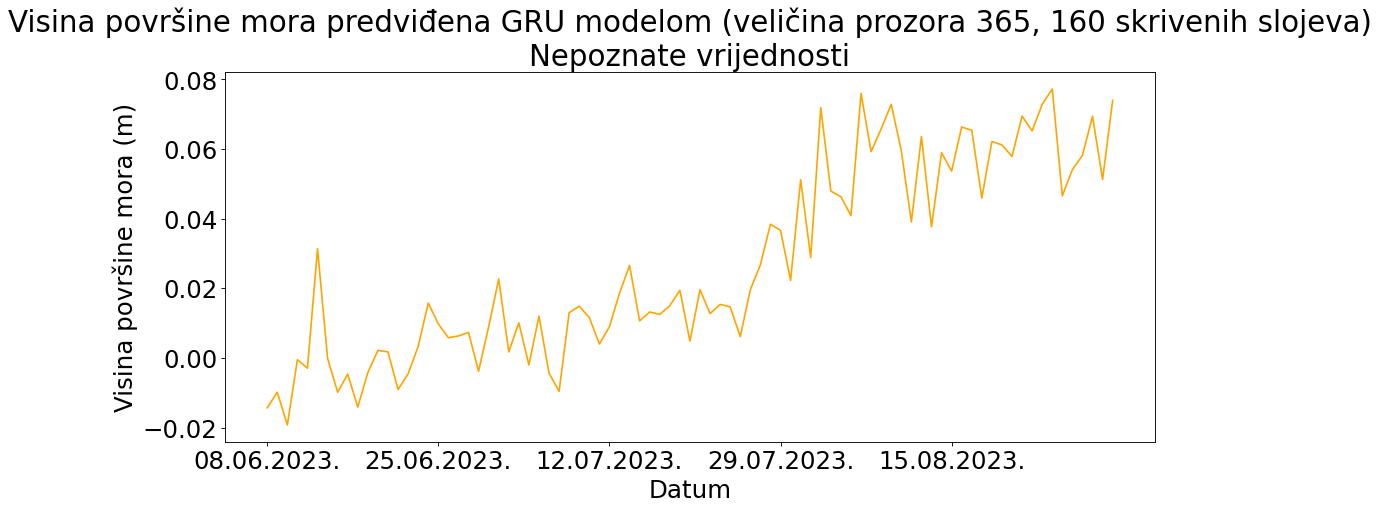 Visina površine mora predviđena GRU modelom (veličina prozora 365, 160 skrivenih slojeva)
Nepoznate vrijednosti
0.08
0.06
0.04
0.02
0.00
−0.02
Visina površine mora (m)
08.06.2023. 25.06.2023. 12.07.2023. 29.07.2023. 15.08.2023.
Datum